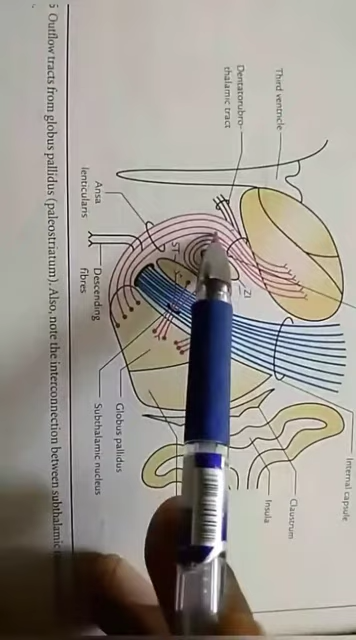 Third ventricle
Dentatorubro-
thalamic tract
Ansa
lenticularis
Descending
fibres
ST
ZI
Internal capsule
Globus pallidus
Subthalamic nucleus
Claustrum
Insula
5 Outflow tracts from globus pallidus (paleostriatum). Also, note the interconnection between subthalamic